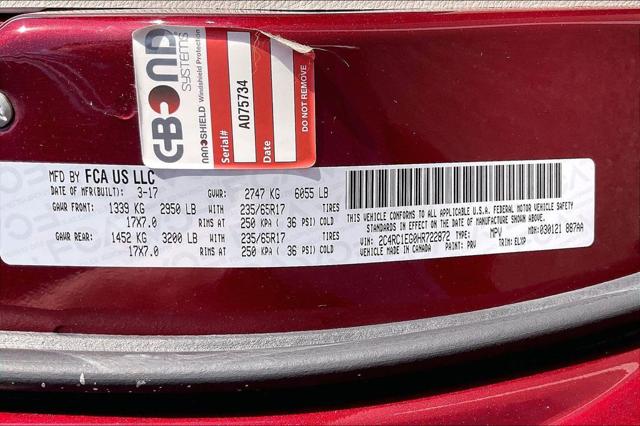 C-BOND
SYSTEMS
NANOSHIELD Windshield Protection
Serial# A075734
Date
DO NOT REMOVE
MFD BY FCA US LLC
DATE OF MFR(BUILT): 3-17 GVWR: 2747 KG 6055 LB
GAWR FRONT: 1339 KG 2950 LB WITH 235/65R17 TIRES
17X7.0 RIMS AT 250 KPA ( 36 PSI) COLD
GAWR REAR: 1452 KG 3200 LB WITH 235/65R17 TIRES
17X7.0 RIMS AT 250 KPA ( 36 PSI) COLD
THIS VEHICLE CONFORMS TO ALL APPLICABLE U.S.A. FEDERAL MOTOR VEHICLE SAFETY
STANDARDS IN EFFECT ON THE DATE OF MANUFACTURE SHOWN ABOVE
VIN: 2C4RC1EG0HR722872 TYPE: MPV MDH:030121 887AA
VEHICLE MADE IN CANADA PAINT: PRV TRIM: ELXP